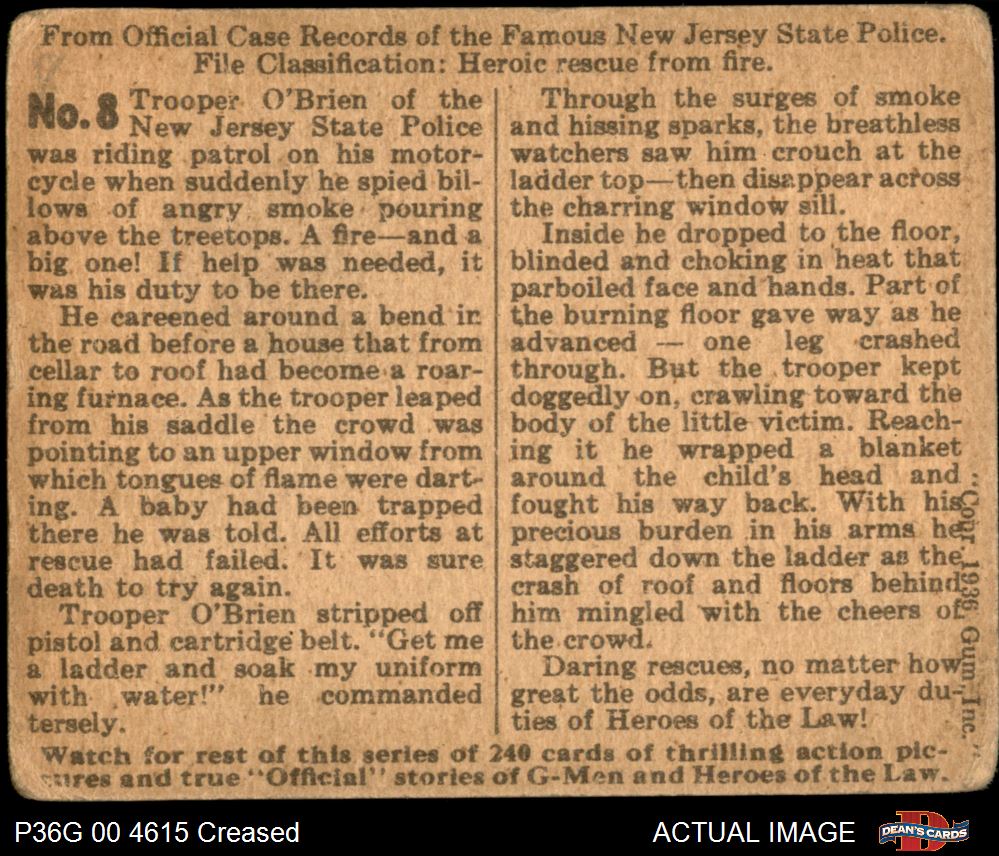 From Official Case Records of the Famous New Jersey State Police.
File Classification: Heroic rescue from fire.
No. 8 Trooper O'Brien of the
New Jersey State Police
was riding patrol on his motor-
cycle when suddenly he spied bil-
lows of angry smoke pouring
above the treetops. A fire—and a
big one! If help was needed, it
was his duty to be there.
He careened around a bend in
the road before a house that from
cellar to roof had become a roar-
ing furnace. As the trooper leaped
from his saddle the crowd was
pointing to an upper window from
which tongues of flame were dart-
ing. A baby had been trapped
there he was told. All efforts at
rescue had failed. It was sure
death to try again.
Trooper O'Brien stripped off
pistol and cartridge belt. "Get me
a ladder and soak my uniform
with water!" he commanded
tersely.
Through the surges of smoke
and hissing sparks, the breathless
watchers saw him crouch at the
ladder top—then disappear across
the charring window sill.
Inside he dropped to the floor,
blinded and choking in heat that
parboiled face and hands. Part of
the burning floor gave way as he
advanced — one leg crashed
through. But the trooper kept
doggedly on, crawling toward the
body of the little victim. Reach-
ing it he wrapped a blanket
around the child's head and
fought his way back. With his
precious burden in his arms he
staggered down the ladder as the
crash of roof and floors behind
him mingled with the cheers of
the crowd.
Daring rescues, no matter how
great the odds, are everyday du-
ties of Heroes of the Law!
"Copr. 1936, Gum, Inc."
Watch for rest of this series of 240 cards of thrilling action pic-
tures and true "Official" stories of G-Men and Heroes of the Law.
P36G 00 4615 Creased
ACTUAL IMAGE
D
DEAN'S CARDS